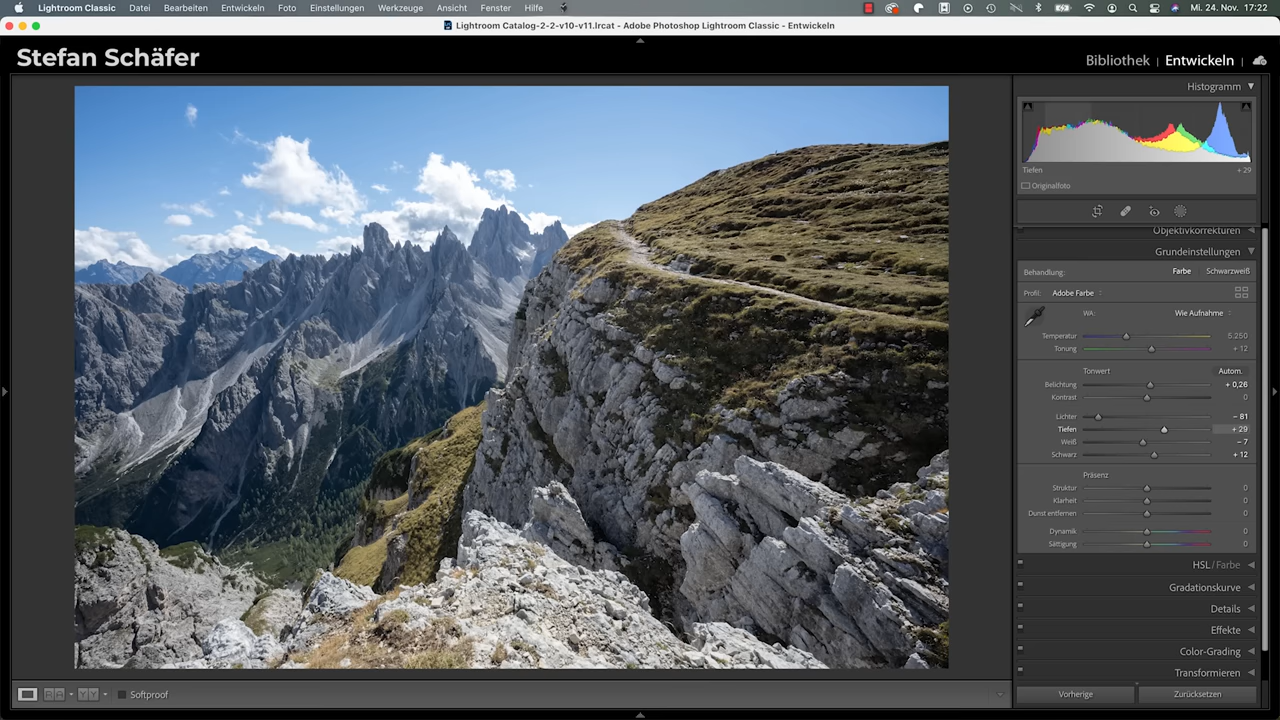 Lightroom Classic Datei Bearbeiten Entwickeln Foto Einstellungen Werkzeuge Ansicht Fenster Hilfe Mi. 24. Nov. 17:22
Lightroom Catalog-2-2-v10-v11.lrcat - Adobe Photoshop Lightroom Classic - Entwickeln
Stefan Schäfer
Bibliothek | Entwickeln |
Histogramm
Tiefen + 29
Originalfoto
Objektivkorrekturen
Grundeinstellungen
Behandlung: Farbe Schwarzweiß
Profil: Adobe Farbe
WA: Wie Aufnahme
Temperatur 5.250
Tonung + 12
Tonwert Autom.
Belichtung + 0,26
Kontrast 0
Lichter − 81
Tiefen + 29
Weiß − 7
Schwarz + 12
Präsenz
Struktur 0
Klarheit 0
Dunst entfernen 0
Dynamik 0
Sättigung 0
HSL / Farbe
Gradationskurve
Details
Effekte
Color-Grading
Transformieren
RA YY Softproof
Vorherige Zurücksetzen